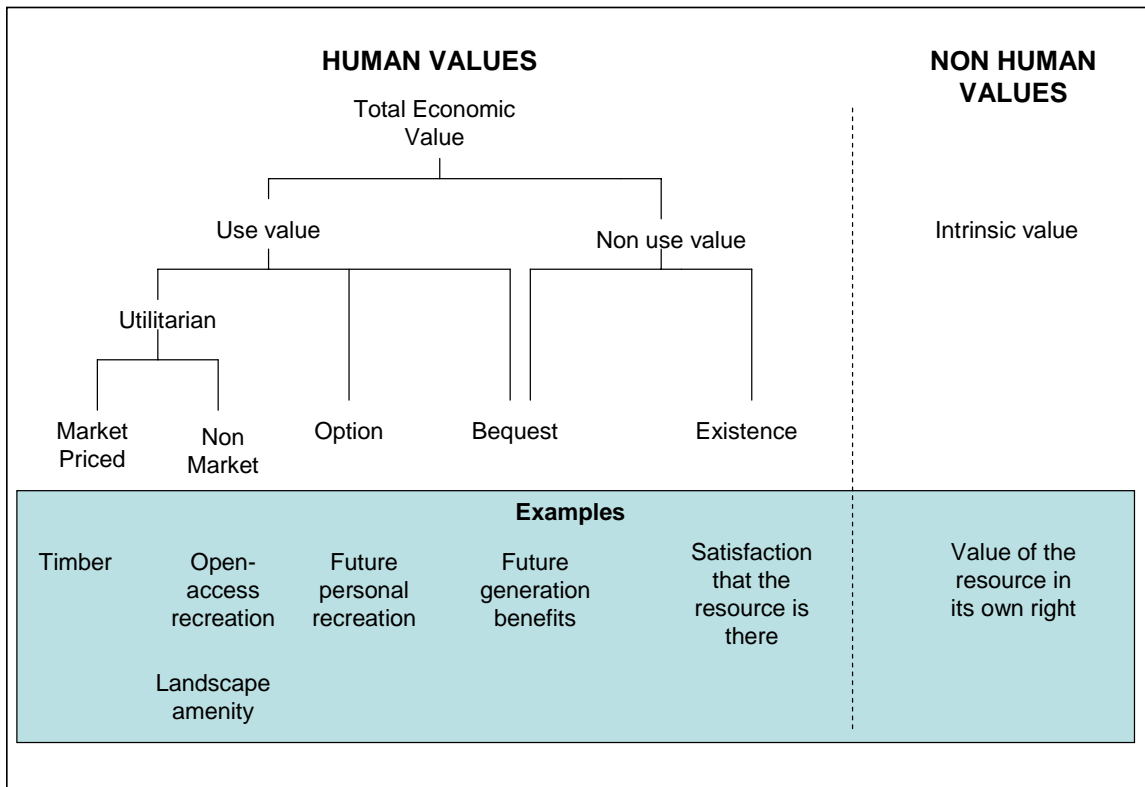 HUMAN VALUES
NON HUMAN
VALUES
Total Economic
Value
Use value
Non use value
Intrinsic value
Utilitarian
Market
Priced
Non
Market
Option
Bequest
Existence
Examples
Timber
Open-
access
recreation
Landscape
amenity
Future
personal
recreation
Future
generation
benefits
Satisfaction
that the
resource is
there
Value of the
resource in
its own right